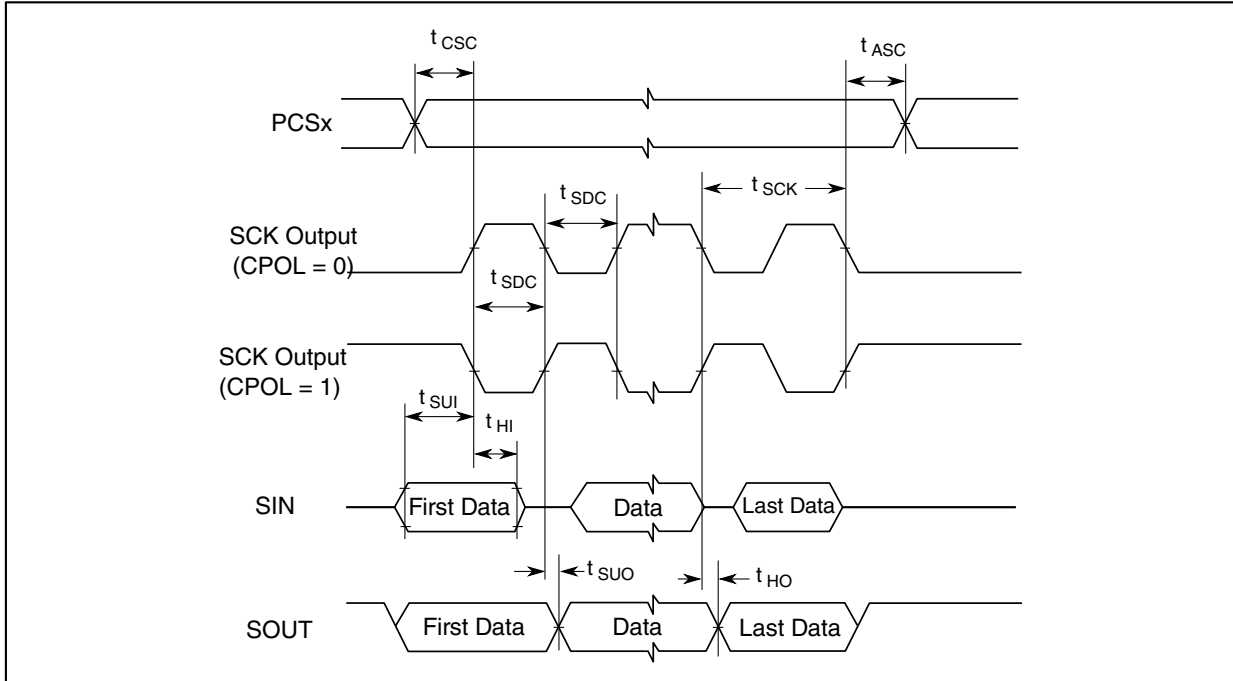 t CSC
t ASC
PCSx
t SDC
t SCK
SCK Output
(CPOL = 0)
t SDC
SCK Output
(CPOL = 1)
t SUI
t HI
SIN
First Data
Data
Last Data
t SUO
t HO
SOUT
First Data
Data
Last Data